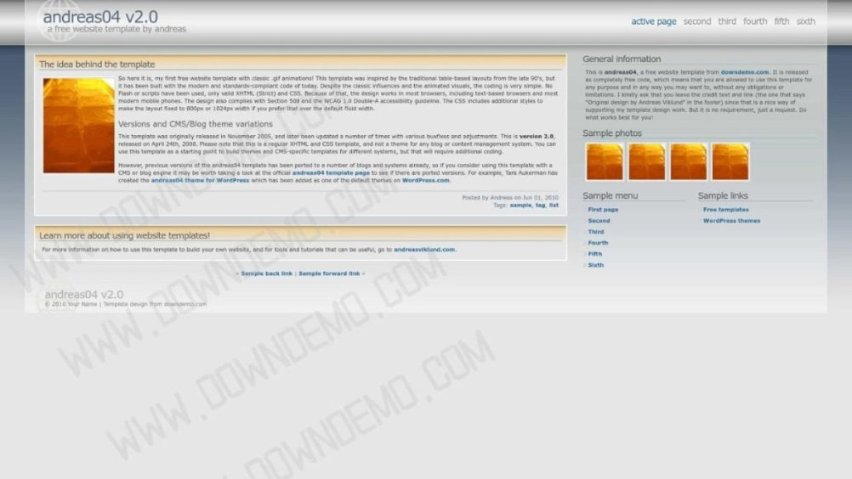 andreas04 v2.0
a free website template by andreas
active page second third fourth fifth sixth
The idea behind the template
So here it is, my first free website template with classic .gif animations! This template was inspired by the traditional table-based layouts from the late 90's, but
it has been built with the modern and standards-compliant code of today. Despite the classic influences and the animated visuals, the coding is very simple. No
Flash or scripts have been used, only valid XHTML (Strict) and CSS. Because of that, the design works in most browsers, including text-based browsers and most
modern mobile phones. The design also complies with Section 508 and the WCAG 1.0 Double-A accessibility guideline. The CSS includes additional styles to
make the layout fixed to 800px or 1024px width if you prefer that over the default fluid width.
Versions and CMS/Blog theme variations
This template was originally released in November 2005, and later been updated a number of times with various bugfixes and adjustments. This is version 2.0,
released on April 24th, 2008. Please note that this is a regular XHTML and CSS template, and not a theme for any blog or content management system. You can
use this template as a starting point to build themes and CMS-specific templates for different systems, but that will require additional coding.
However, previous versions of the andreas04 template has been ported to a number of blogs and systems already, so if you consider using this template with a
CMS or blog engine it may be worth taking a look at the official andreas04 template page to see if there are ported versions. For example, Tara Aukerman has
created the andreas04 theme for WordPress which has been added as one of the default themes on WordPress.com.
Posted by Andreas on Jun 01, 2010
Tags: sample, tag, list
Learn more about using website templates!
For more information on how to use this template to build your own website, and for tools and tutorials that can be useful, go to andreasviklund.com.
« Sample back link | Sample forward link »
andreas04 v2.0
© 2010 Your Name | Template design from downdemo.com
General information
This is andreas04, a free website template from downdemo.com. It is released
as completely free code, which means that you are allowed to use this template for
any purpose and in any way you may want to, without any obligations or
limitations. I kindly ask that you leave the credit text and link (the one that says
"Original design by Andreas Viklund" in the footer) since that is a nice way of
supporting my template design work. But it is no requirement, just a request. Do
what works best for you!
Sample photos
Sample menu
First page
Second
Third
Fourth
Fifth
Sixth
Sample links
Free templates
WordPress themes
WWW.DOWNDEMO.COM
WWW.DOWNDEMO.COM
WWW.DOWNDEMO.COM